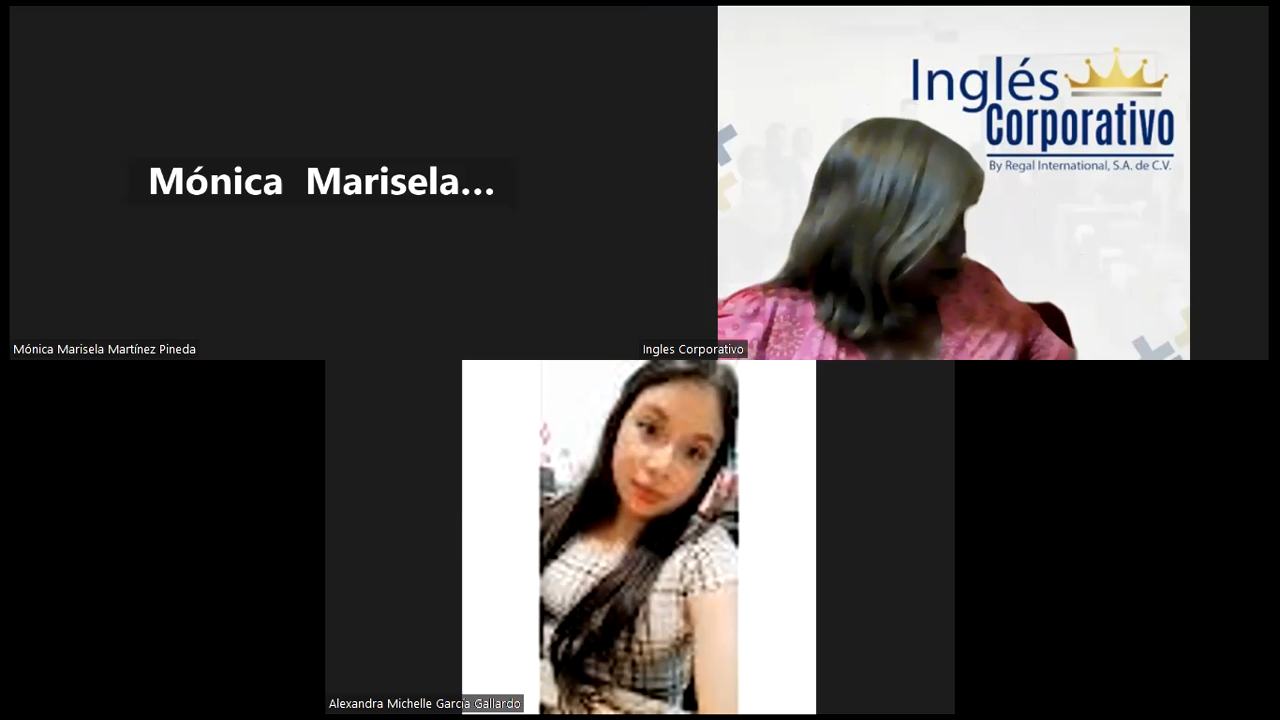 Mónica Marisela...
Inglés
Corporativo
By Regal International, S.A. de C.V.
Mónica Marisela Martínez Pineda
Ingles Corporativo
Alexandra Michelle García Gallardo